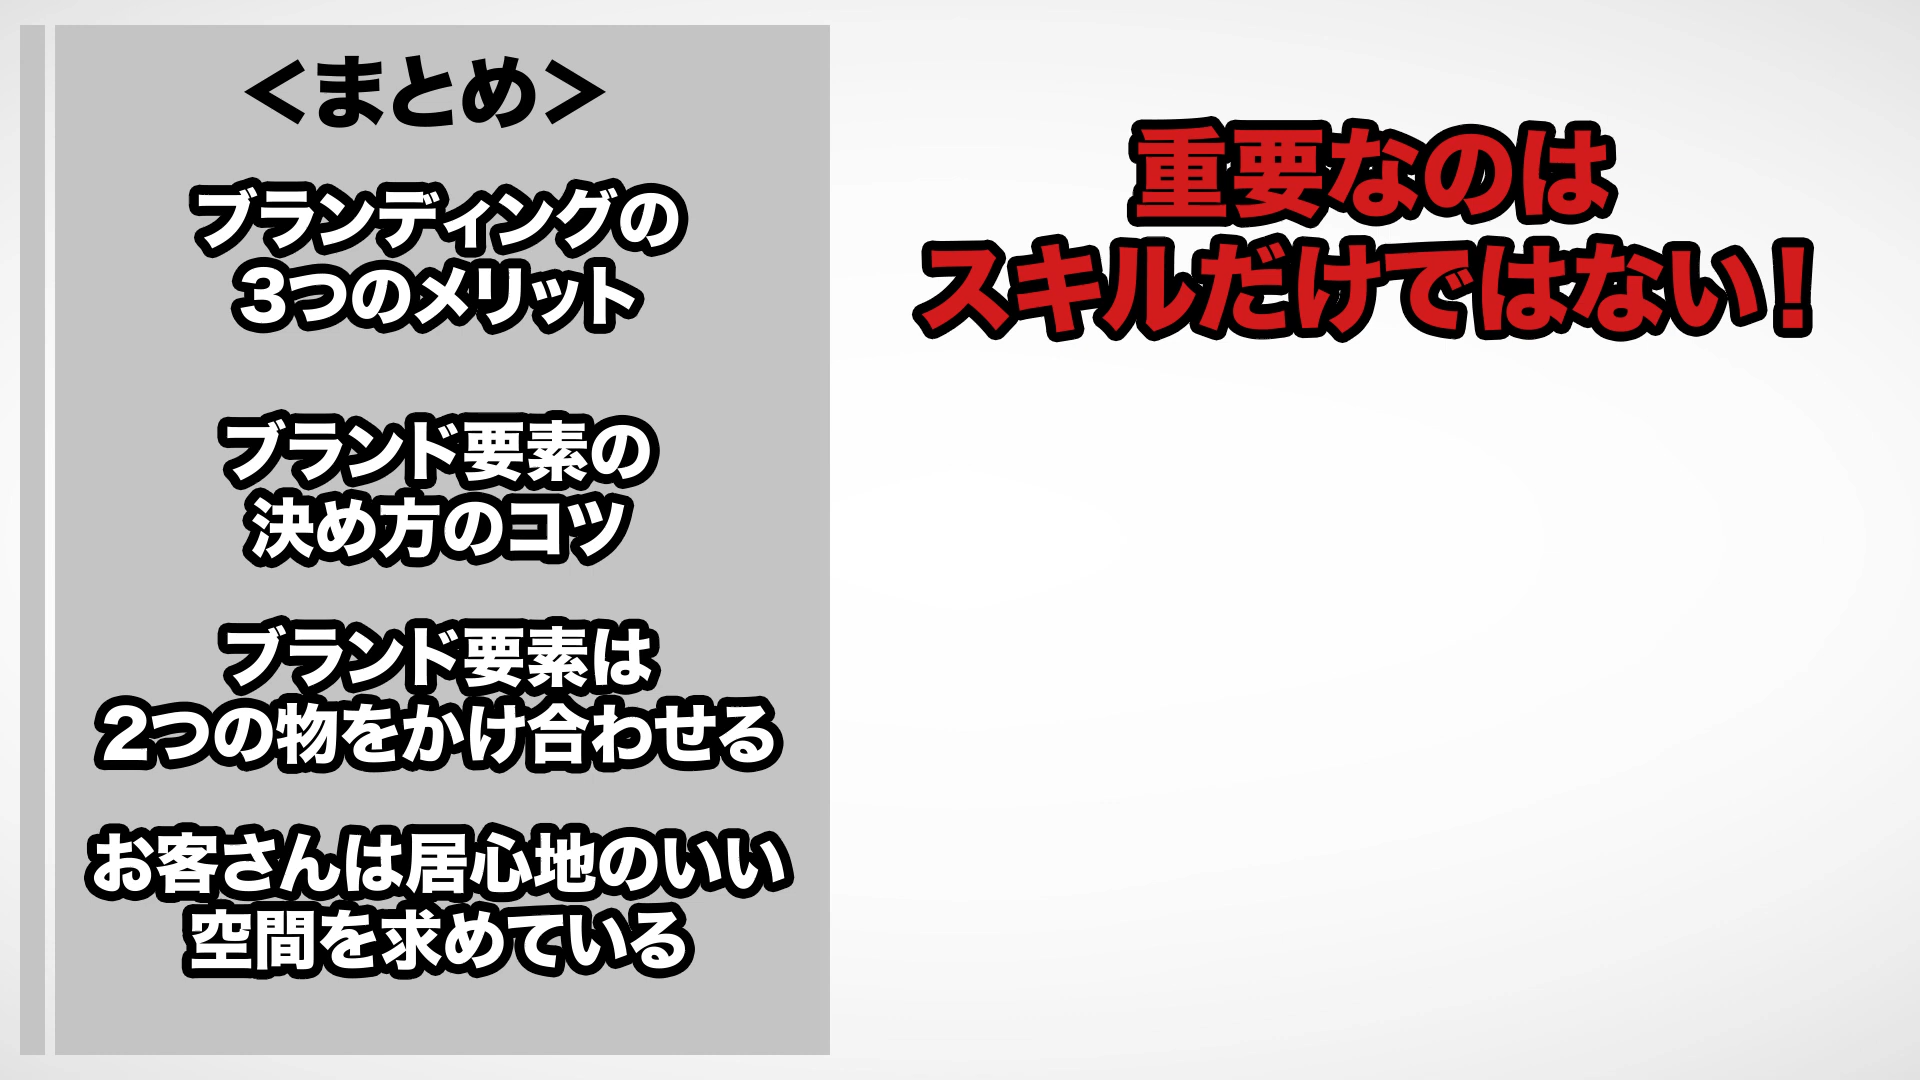 ＜まとめ＞
ブランディングの
3つのメリット
ブランド要素の
決め方のコツ
ブランド要素は
2つの物をかけ合わせる
お客さんは居心地のいい
空間を求めている
重要なのは
スキルだけではない！